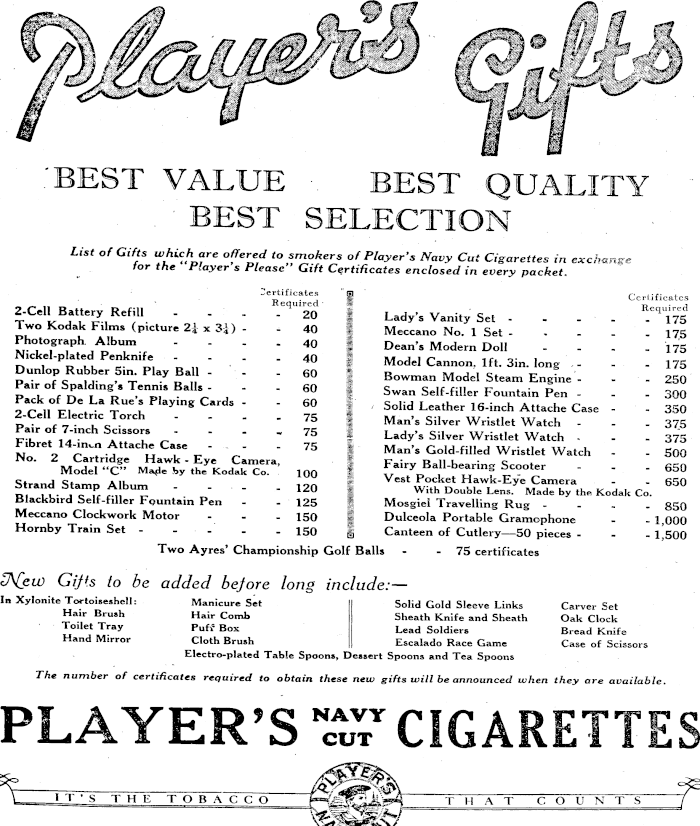 Player's Gifts
BEST VALUE BEST QUALITY
BEST SELECTION
List of Gifts which are offered to smokers of Player's Navy Cut Cigarettes in exchange
for the "Player's Please" Gift Certificates enclosed in every packet.
Certificates
Required
2-Cell Battery Refill - - - - 20
Two Kodak Films (picture 2¼ x 3¼) - - 40
Photograph Album - - - - 40
Nickel-plated Penknife - - - - 40
Dunlop Rubber 5in. Play Ball - - - 60
Pair of Spalding's Tennis Balls - - - 60
Pack of De La Rue's Playing Cards - - 60
2-Cell Electric Torch - - - - 75
Pair of 7-inch Scissors - - - - 75
Fibret 14-inch Attache Case - - - 75
No. 2 Cartridge Hawk-Eye Camera,
Model "C" Made by the Kodak Co. 100
Strand Stamp Album - - - - 120
Blackbird Self-filler Fountain Pen - - 125
Meccano Clockwork Motor - - - 150
Hornby Train Set - - - - - 150
Certificates
Required
Lady's Vanity Set - - - - - 175
Meccano No. 1 Set - - - - - 175
Dean's Modern Doll - - - - 175
Model Cannon, 1ft. 3in. long - - - 175
Bowman Model Steam Engine - - - 250
Swan Self-filler Fountain Pen - - - 300
Solid Leather 16-inch Attache Case - - 350
Man's Silver Wristlet Watch - - - 375
Lady's Silver Wristlet Watch - - - 375
Man's Gold-filled Wristlet Watch - - 500
Fairy Ball-bearing Scooter - - - 650
Vest Pocket Hawk-Eye Camera - - - 650
With Double Lens. Made by the Kodak Co.
Mosgiel Travelling Rug - - - - 850
Dulceola Portable Gramophone - - - 1,000
Canteen of Cutlery—50 pieces - - - 1,500
Two Ayres' Championship Golf Balls - - 75 certificates
New Gifts to be added before long include:—
In Xylonite Tortoiseshell:
Hair Brush
Toilet Tray
Hand Mirror
Manicure Set
Hair Comb
Puff Box
Cloth Brush
Solid Gold Sleeve Links
Sheath Knife and Sheath
Lead Soldiers
Escalado Race Game
Carver Set
Oak Clock
Bread Knife
Case of Scissors
Electro-plated Table Spoons, Dessert Spoons and Tea Spoons
The number of certificates required to obtain these new gifts will be announced when they are available.
PLAYER'S NAVY CUT CIGARETTES
IT'S THE TOBACCO THAT COUNTS
PLAYER'S